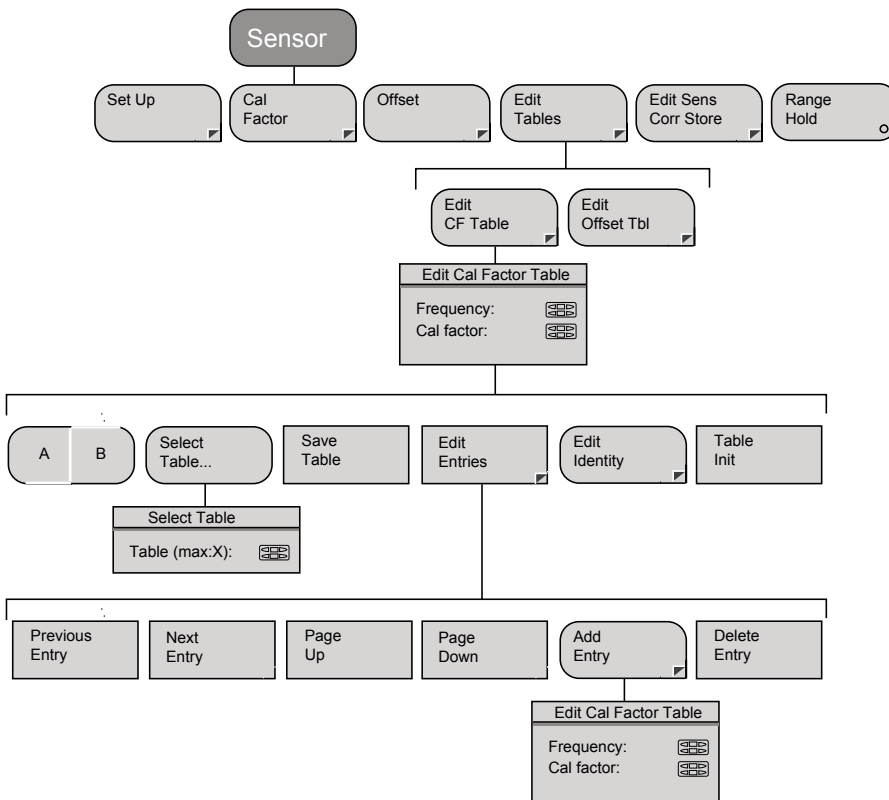 Sensor
Set Up
Cal
Factor
Offset
Edit
Tables
Edit Sens
Corr Store
Range
Hold
Edit
CF Table
Edit
Offset Tbl
Edit Cal Factor Table
Frequency:
Cal factor:
A
B
Select
Table...
Save
Table
Edit
Entries
Edit
Identity
Table
Init
Select Table
Table (max:X):
Previous
Entry
Next
Entry
Page
Up
Page
Down
Add
Entry
Delete
Entry
Edit Cal Factor Table
Frequency:
Cal factor: